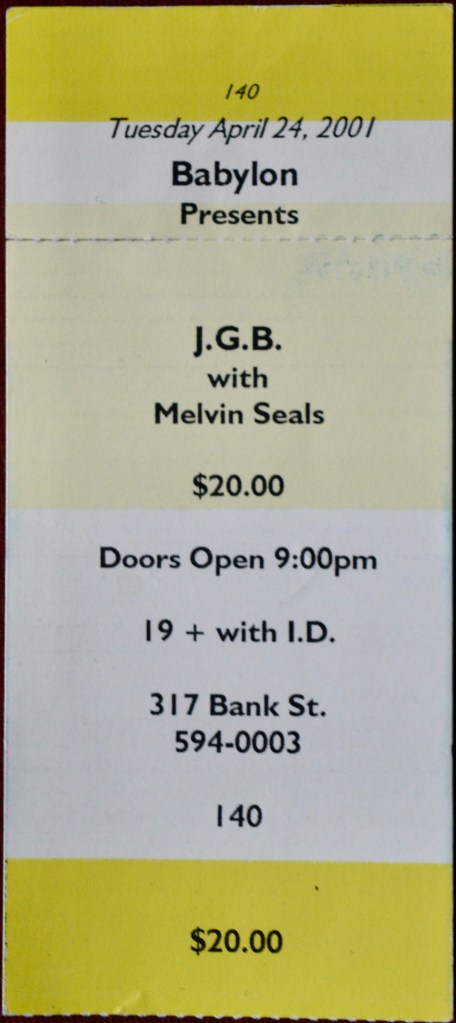 140
Tuesday April 24, 2001
Babylon
Presents
J.G.B.
with
Melvin Seals
$20.00
Doors Open 9:00pm
19 + with I.D.
317 Bank St.
594-0003
140
$20.00